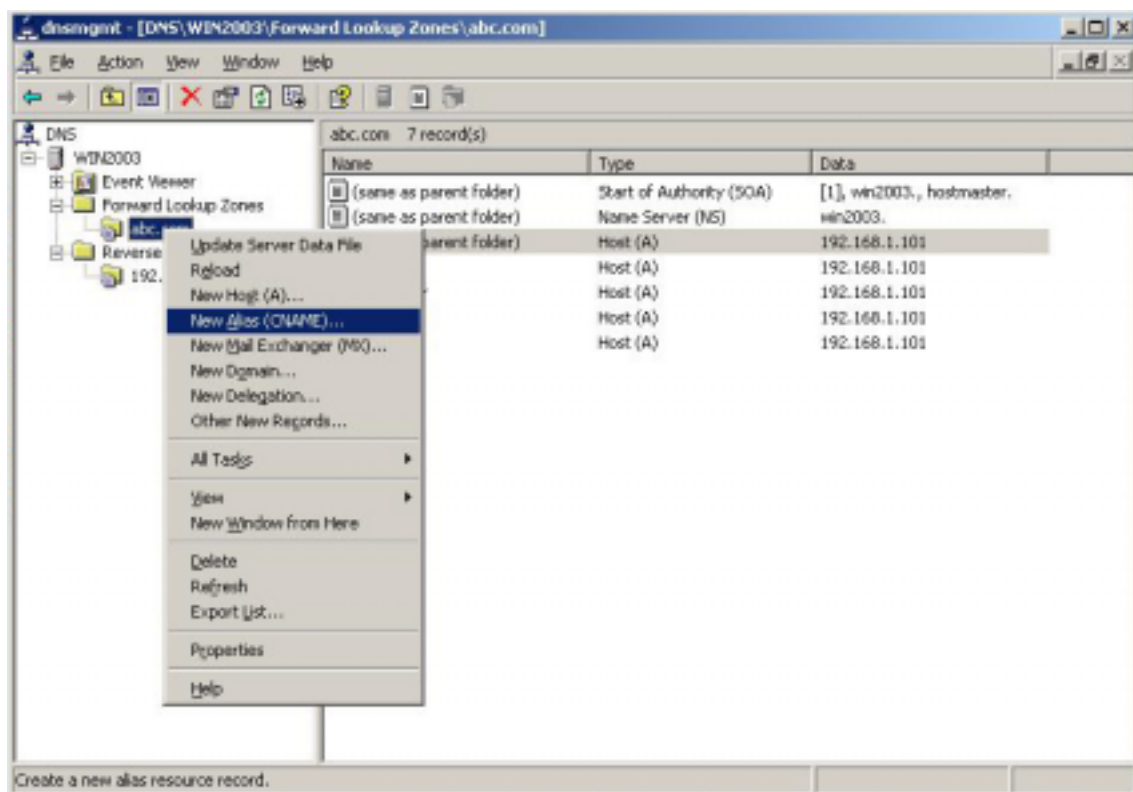 dnsmgmt - [DNS\WIN2003\Forward Lookup Zones\abc.com]
File Action View Window Help
DNS
WIN2003
Event Viewer
Forward Lookup Zones
abc.
Reverse
192.
abc.com 7 record(s)
Name Type Data
(same as parent folder) Start of Authority (SOA) [1], win2003., hostmaster.
(same as parent folder) Name Server (NS) win2003.
parent folder) Host (A) 192.168.1.101
Host (A) 192.168.1.101
Host (A) 192.168.1.101
Host (A) 192.168.1.101
Host (A) 192.168.1.101
Update Server Data File
Reload
New Host (A)...
New Alias (CNAME)...
New Mail Exchanger (MX)...
New Domain...
New Delegation...
Other New Records...
All Tasks
View
New Window from Here
Delete
Refresh
Export List...
Properties
Help
Create a new alias resource record.